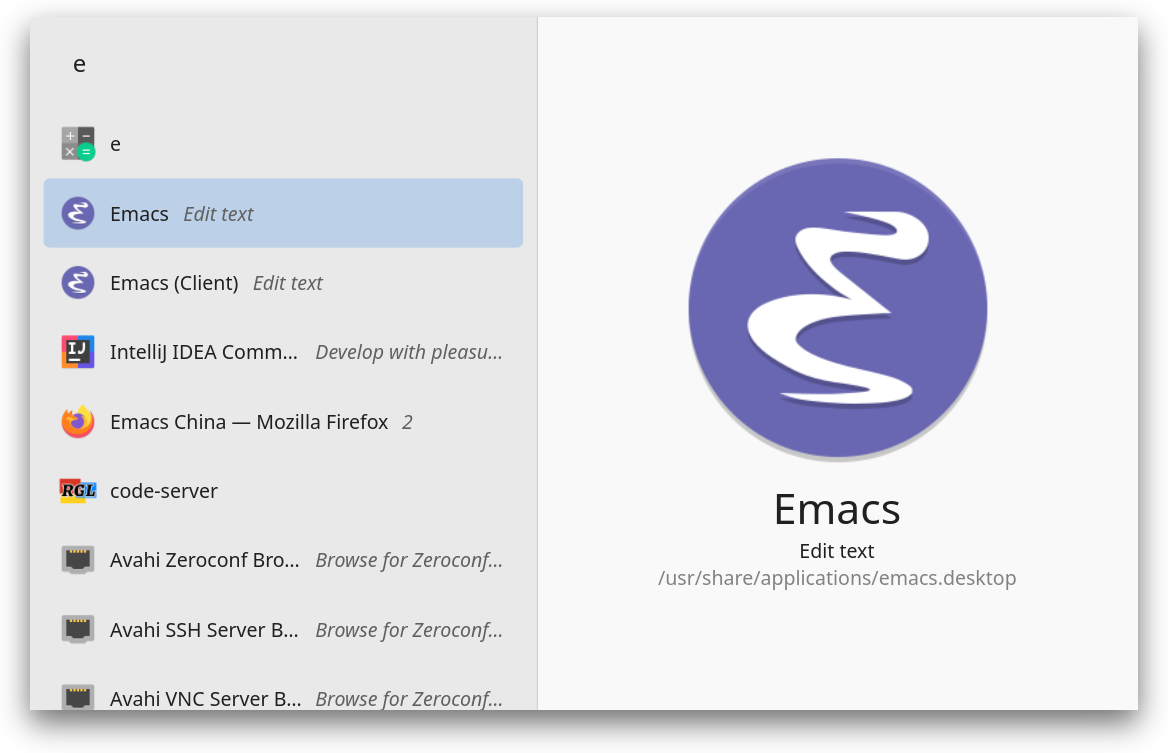 e
e
Emacs Edit text
Emacs (Client) Edit text
IntelliJ IDEA Comm... Develop with pleasu...
Emacs China — Mozilla Firefox 2
RGL code-server
Avahi Zeroconf Bro... Browse for Zeroconf...
Avahi SSH Server B... Browse for Zeroconf...
Avahi VNC Server B... Browse for Zeroconf...
Emacs
Edit text
/usr/share/applications/emacs.desktop